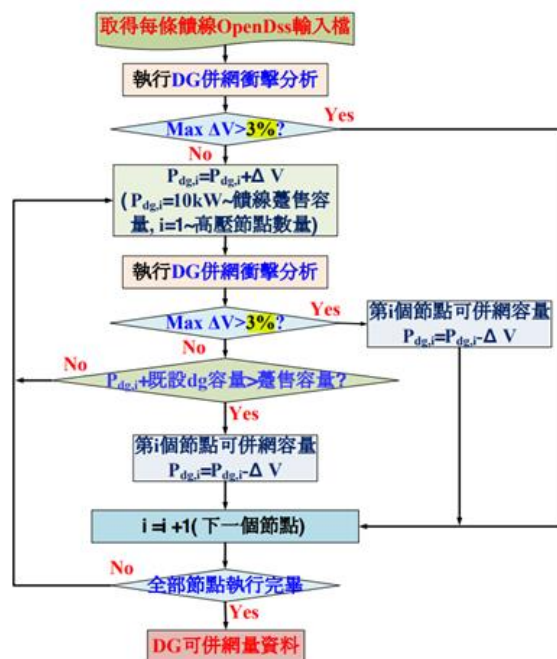 取得每條饋線OpenDss輸入檔
執行DG併網衝擊分析
Max ΔV>3%?
Yes
No
Pdg,i=Pdg,i+Δ V
( Pdg,i=10kW~饋線躉售容
量, i=1~高壓節點數量)
執行DG併網衝擊分析
Max ΔV>3%?
Yes
第i個節點可併網容量
Pdg,i=Pdg,i-Δ V
No
No
Pdg,i+既設dg容量>躉售容量?
Yes
第i個節點可併網容量
Pdg,i=Pdg,i-Δ V
i =i +1( 下一個節點)
No
全部節點執行完畢
Yes
DG可併網量資料